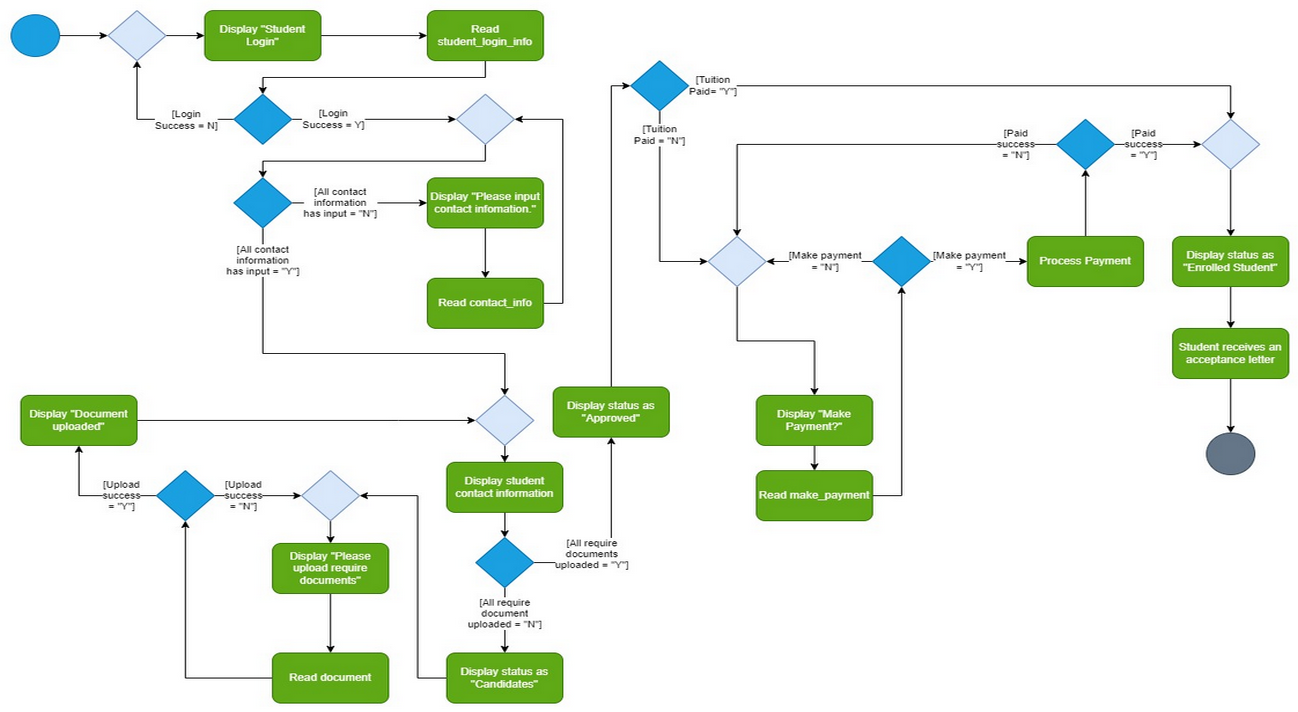 Display "Student
Login"
Read
student_login_info
[Login
Success = N]
[Login
Success = Y]
[All contact
information
has input = "N"]
Display "Please input
contact infomation."
[All contact
information
has input = "Y"]
Read contact_info
Display "Document
uploaded"
[Upload
success
= "Y"]
[Upload
success
= "N"]
Display "Please
upload require
documents"
Read document
Display student
contact information
[All require
documents
uploaded = "Y"]
[All require
document
uploaded = "N"]
Display status as
"Candidates"
Display status as
"Approved"
[Tuition
Paid= "Y"]
[Tuition
Paid = "N"]
[Paid
success
= "N"]
[Paid
success
= "Y"]
[Make payment
= "N"]
[Make payment
= "Y"]
Process Payment
Display "Make
Payment?"
Read make_payment
Display status as
"Enrolled Student"
Student receives an
acceptance letter